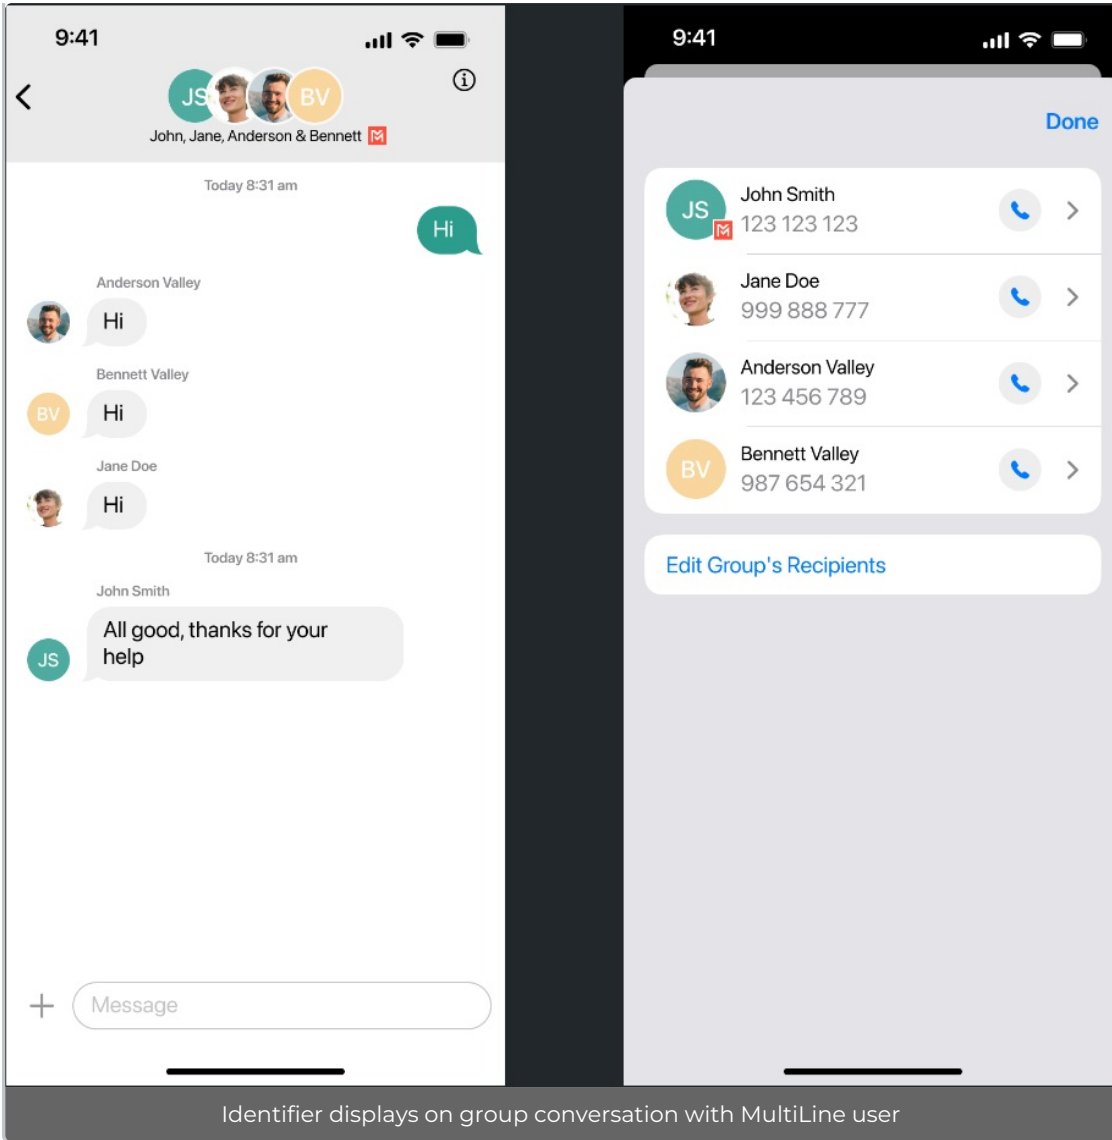 9:41
JS
BV
John, Jane, Anderson & Bennett
Today 8:31 am
Hi
Anderson Valley
Hi
Bennett Valley
BV
Hi
Jane Doe
Hi
Today 8:31 am
John Smith
JS
All good, thanks for your
help
Message
9:41
Done
JS
John Smith
123 123 123
Jane Doe
999 888 777
Anderson Valley
123 456 789
BV
Bennett Valley
987 654 321
Edit Group's Recipients
Identifier displays on group conversation with MultiLine user